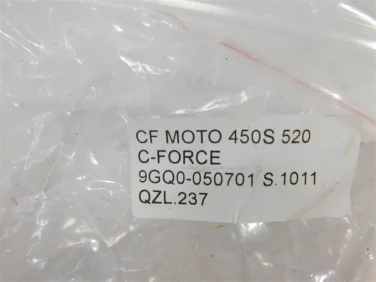 CF MOTO 450S 520
C-FORCE
9GQ0-050701 S.1011
QZL.237